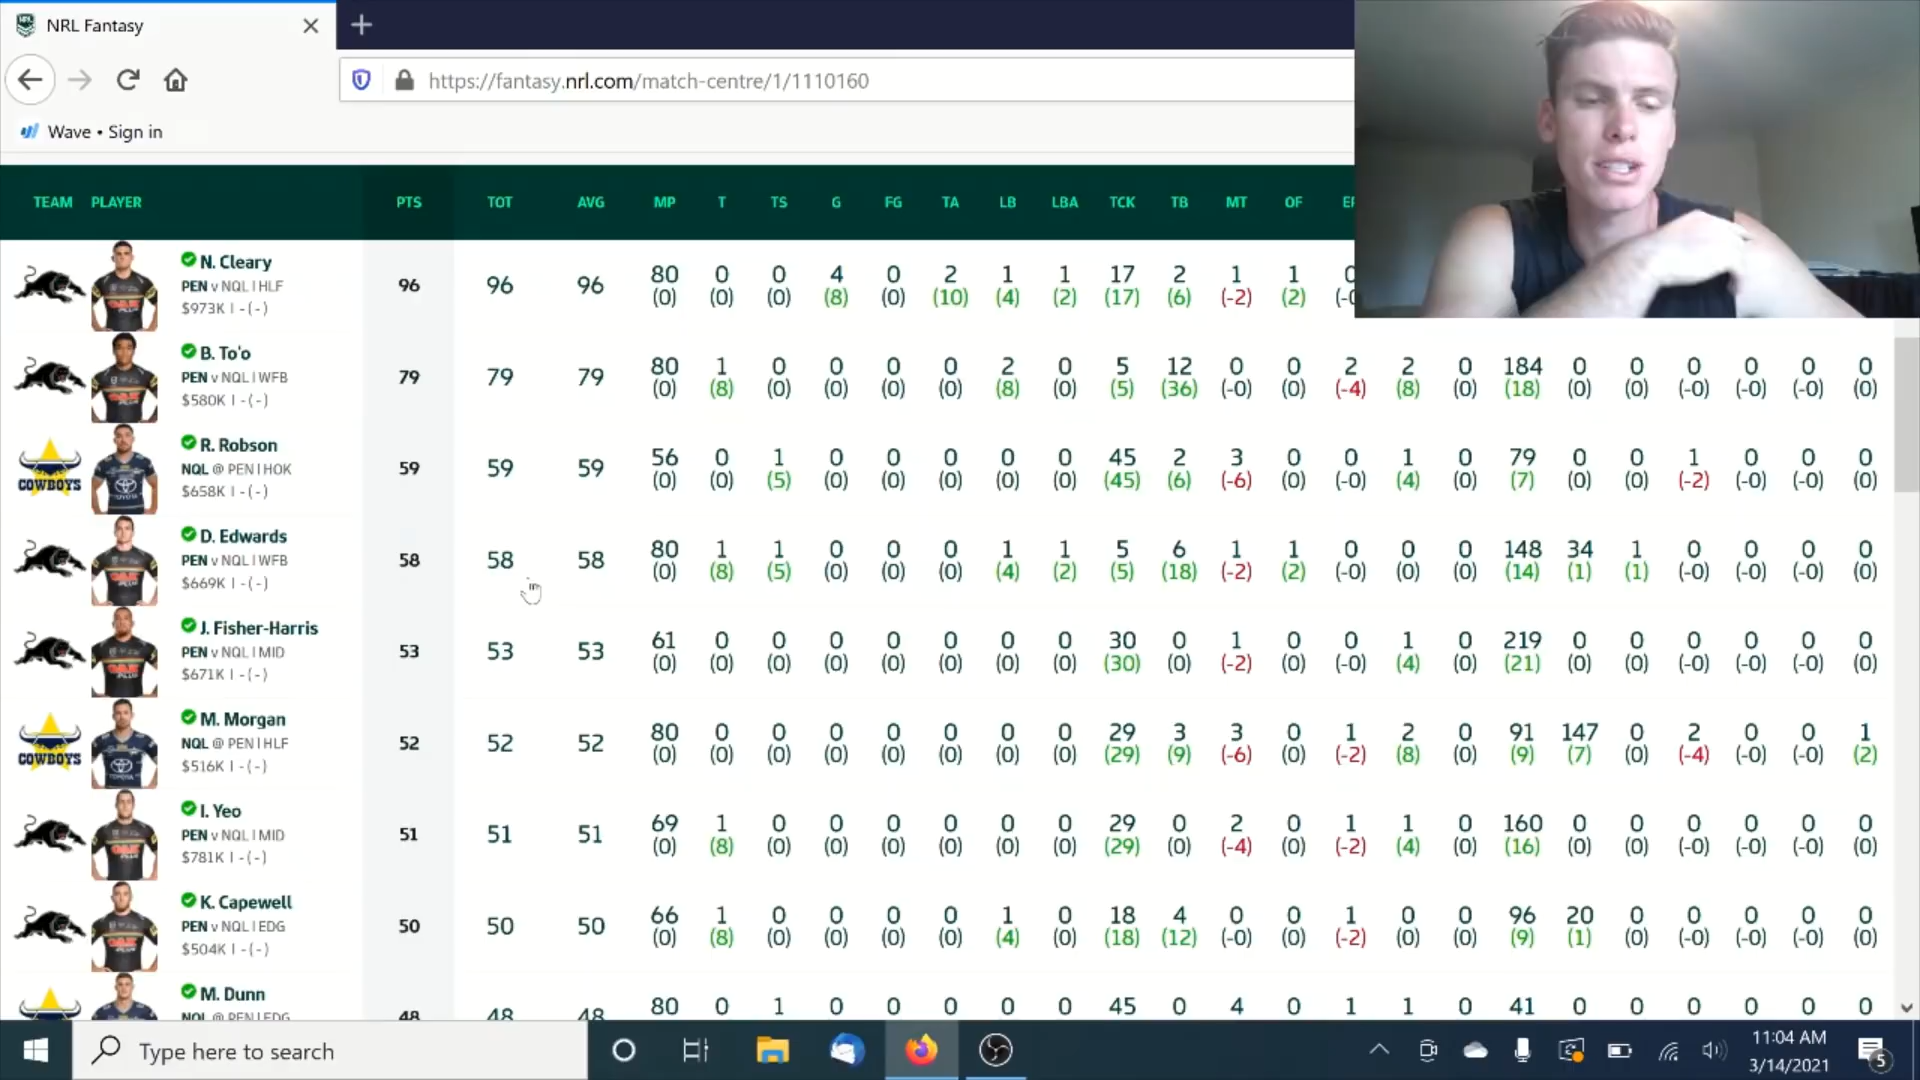 NRL Fantasy
https://fantasy.nrl.com/match-centre/1/1110160
Wave • Sign in
TEAM PLAYER PTS TOT AVG MP T TS G FG TA LB LBA TCK TB MT OF
N. Cleary
PEN v NQL | HLF
$973K | - (-)
96 96 96 80 0 0 4 0 2 1 1 17 2 1 1 0
(0) (0) (0) (8) (0) (10) (4) (2) (17) (6) (-2) (2)
B. To'o
PEN v NQL | WFB
$580K | - (-)
79 79 79 80 1 0 0 0 0 2 0 5 12 0 0 2 2 0 184 0 0 0 0 0 0
(0) (8) (0) (0) (0) (0) (8) (0) (5) (36) (-0) (0) (-4) (8) (0) (18) (0) (0) (-0) (-0) (-0) (0)
R. Robson
NQL @ PEN | HOK
$658K | - (-)
COWBOYS
59 59 59 56 0 1 0 0 0 0 0 45 2 3 0 0 1 0 79 0 0 1 0 0 0
(0) (0) (5) (0) (0) (0) (0) (0) (45) (6) (-6) (0) (-0) (4) (0) (7) (0) (0) (-2) (-0) (-0) (0)
D. Edwards
PEN v NQL | WFB
$669K | - (-)
58 58 58 80 1 1 0 0 0 1 1 5 6 1 1 0 0 0 148 34 1 0 0 0 0
(0) (8) (5) (0) (0) (0) (4) (2) (5) (18) (-2) (2) (-0) (0) (0) (14) (1) (1) (-0) (-0) (-0) (0)
J. Fisher-Harris
PEN v NQL | MID
$671K | - (-)
53 53 53 61 0 0 0 0 0 0 0 30 0 1 0 0 1 0 219 0 0 0 0 0 0
(0) (0) (0) (0) (0) (0) (0) (0) (30) (0) (-2) (0) (-0) (4) (0) (21) (0) (0) (-0) (-0) (-0) (0)
M. Morgan
NQL @ PEN | HLF
$516K | - (-)
COWBOYS
52 52 52 80 0 0 0 0 0 0 0 29 3 3 0 1 2 0 91 147 0 2 0 0 1
(0) (0) (0) (0) (0) (0) (0) (0) (29) (9) (-6) (0) (-2) (8) (0) (9) (7) (0) (-4) (-0) (-0) (2)
I. Yeo
PEN v NQL | MID
$781K | - (-)
51 51 51 69 1 0 0 0 0 0 0 29 0 2 0 1 1 0 160 0 0 0 0 0 0
(0) (8) (0) (0) (0) (0) (0) (0) (29) (0) (-4) (0) (-2) (4) (0) (16) (0) (0) (-0) (-0) (-0) (0)
K. Capewell
PEN v NQL | EDG
$504K | - (-)
50 50 50 66 1 0 0 0 0 1 0 18 4 0 0 1 0 0 96 20 0 0 0 0 0
(0) (8) (0) (0) (0) (0) (4) (0) (18) (12) (-0) (0) (-2) (0) (0) (9) (1) (0) (-0) (-0) (-0) (0)
M. Dunn
NQL @ PEN | EDG
48 48 48 80 0 1 0 0 0 0 0 45 0 4 0 1 1 0 41 0 0 0 0 0 0
Type here to search
11:04 AM
3/14/2021
5